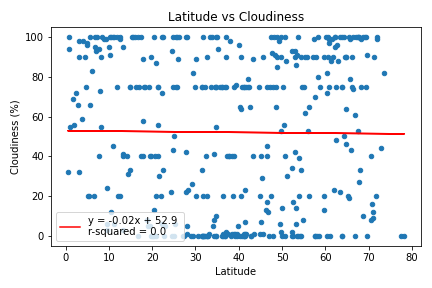 Latitude vs Cloudiness
100
80
60
40
20
0
Cloudiness (%)
y = -0.02x + 52.9
r-squared = 0.0
0 10 20 30 40 50 60 70 80
Latitude